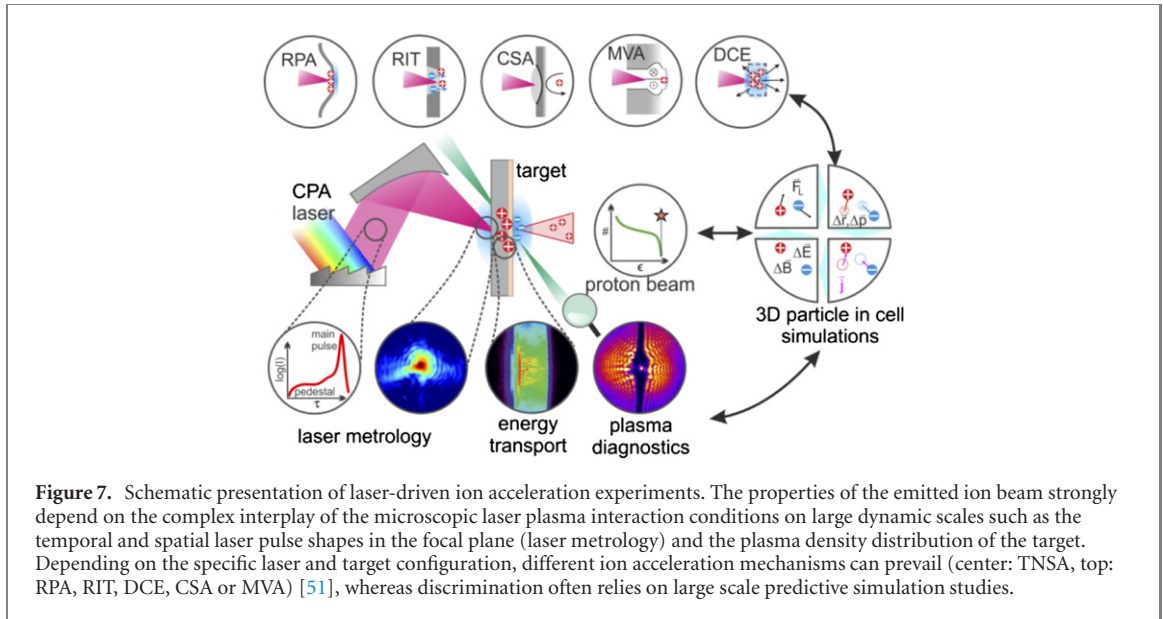 RPA
RIT
CSA
MVA
DCE
target
CPA
laser
F⃗L
Δr⃗,Δp⃗
ΔE⃗
ΔB⃗
j⃗
#
ϵ
proton beam
3D particle in cell
simulations
main
pulse
log(I)
pedestal
τ
laser metrology
energy
transport
plasma
diagnostics
Figure 7. Schematic presentation of laser-driven ion acceleration experiments. The properties of the emitted ion beam strongly
depend on the complex interplay of the microscopic laser plasma interaction conditions on large dynamic scales such as the
temporal and spatial laser pulse shapes in the focal plane (laser metrology) and the plasma density distribution of the target.
Depending on the specific laser and target configuration, different ion acceleration mechanisms can prevail (center: TNSA, top:
RPA, RIT, DCE, CSA or MVA) [51], whereas discrimination often relies on large scale predictive simulation studies.